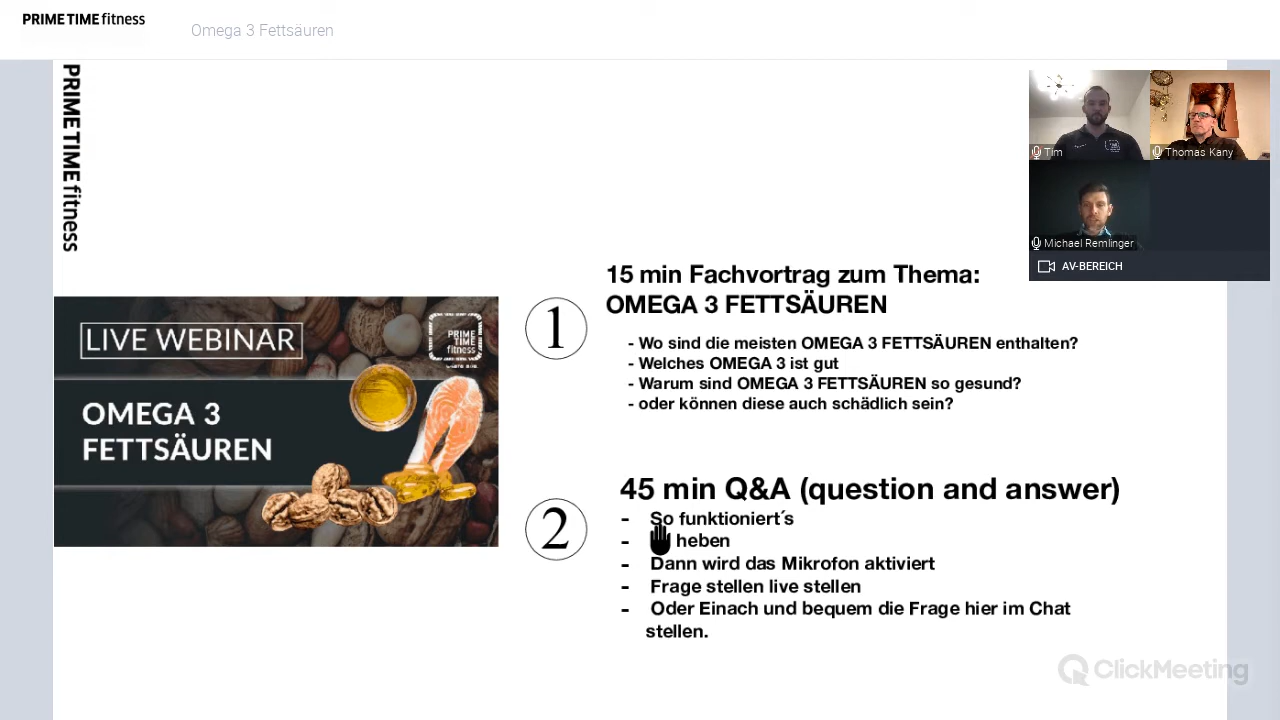 PRIME TIME fitness
Omega 3 Fettsäuren
PRIME TIME fitness
Tim
Thomas Kany
Michael Remlinger
AV-BEREICH
LIVE WEBINAR
PRIME
TIME
fitness
OMEGA 3
FETTSÄUREN
1
15 min Fachvortrag zum Thema:
OMEGA 3 FETTSÄUREN
- Wo sind die meisten OMEGA 3 FETTSÄUREN enthalten?
- Welches OMEGA 3 ist gut
- Warum sind OMEGA 3 FETTSÄUREN so gesund?
- oder können diese auch schädlich sein?
2
45 min Q&A (question and answer)
- So funktioniert´s
- heben
- Dann wird das Mikrofon aktiviert
- Frage stellen live stellen
- Oder Einach und bequem die Frage hier im Chat
stellen.
ClickMeeting